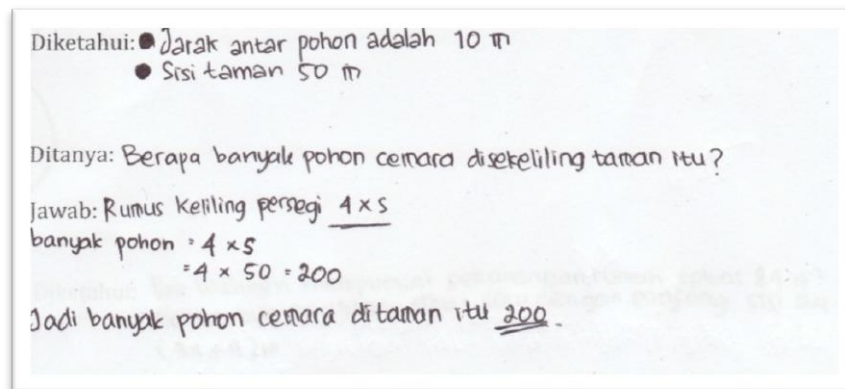 Diketahui: ● Jarak antar pohon adalah 10 m
● Sisi taman 50 m
Ditanya: Berapa banyak pohon cemara disekeliling taman itu?
Jawab: Rumus Keliling persegi 4 × s
banyak pohon = 4 × s
= 4 × 50 = 200
Jadi banyak pohon cemara ditaman itu 200.